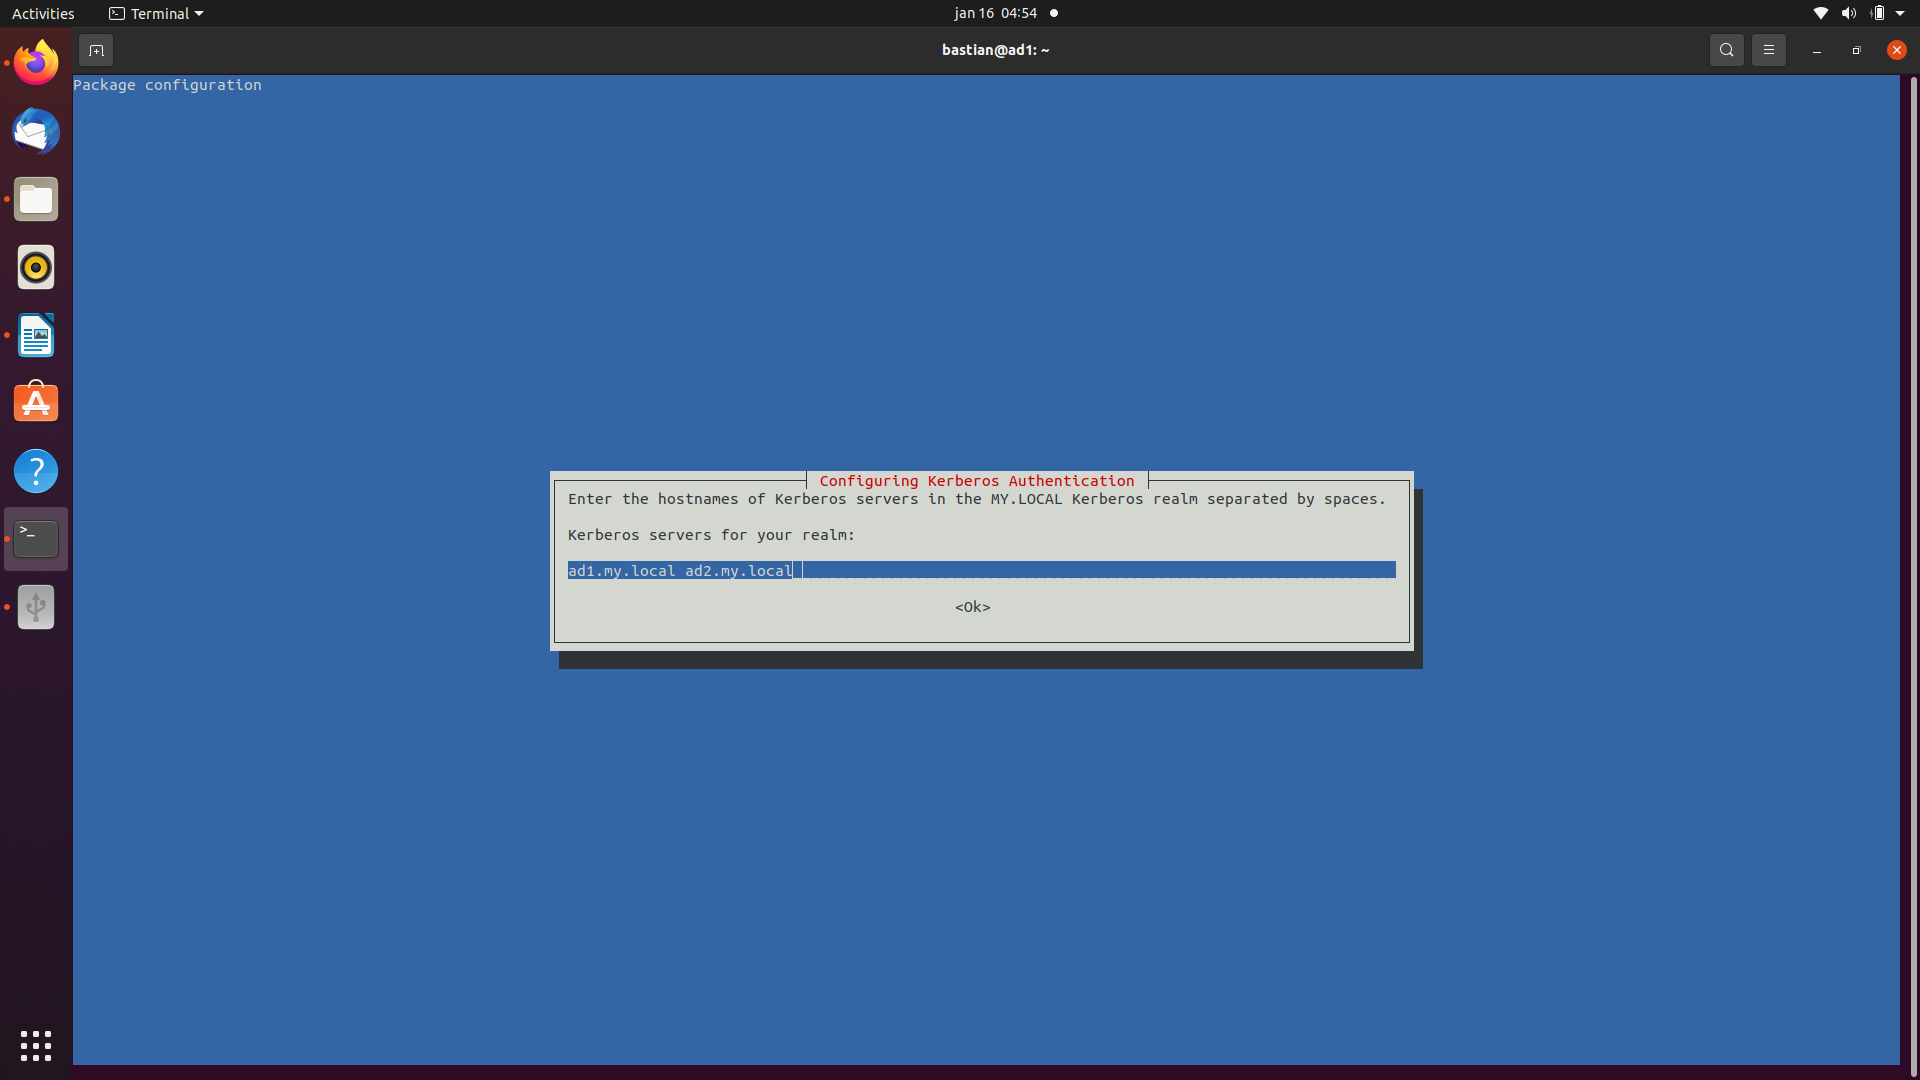 Activities Terminal jan 16 04:54
bastian@ad1: ~
Package configuration
Configuring Kerberos Authentication
Enter the hostnames of Kerberos servers in the MY.LOCAL Kerberos realm separated by spaces.
Kerberos servers for your realm:
ad1.my.local ad2.my.local
<Ok>